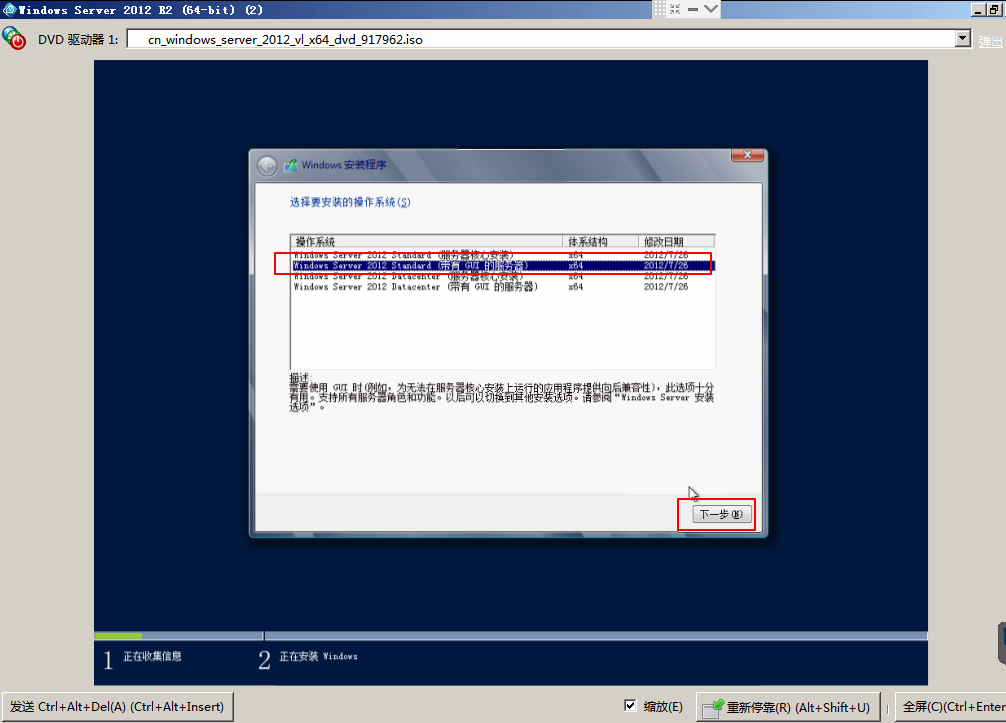 Windows Server 2012 R2 (64-bit) (2)
DVD 驱动器 1: cn_windows_server_2012_vl_x64_dvd_917962.iso 弹出
Windows 安装程序
选择要安装的操作系统(S)
操作系统 体系结构 修改日期
Windows Server 2012 Standard (服务器核心安装) x64 2012/7/26
Windows Server 2012 Standard (带有 GUI 的服务器) x64 2012/7/26
Windows Server 2012 Datacenter (服务器核心安装) x64 2012/7/26
Windows Server 2012 Datacenter (带有 GUI 的服务器) x64 2012/7/26
描述:
需要使用 GUI 时(例如，为无法在服务器核心安装上运行的应用程序提供向后兼容性)，此选项十分
有用。支持所有服务器角色和功能。以后可以切换到其他安装选项。请参阅“Windows Server 安装
选项”。
下一步(N)
1 正在收集信息 2 正在安装 Windows
发送 Ctrl+Alt+Del(A) (Ctrl+Alt+Insert) 缩放(E) 重新停靠(R) (Alt+Shift+U) 全屏(C)(Ctrl+Enter